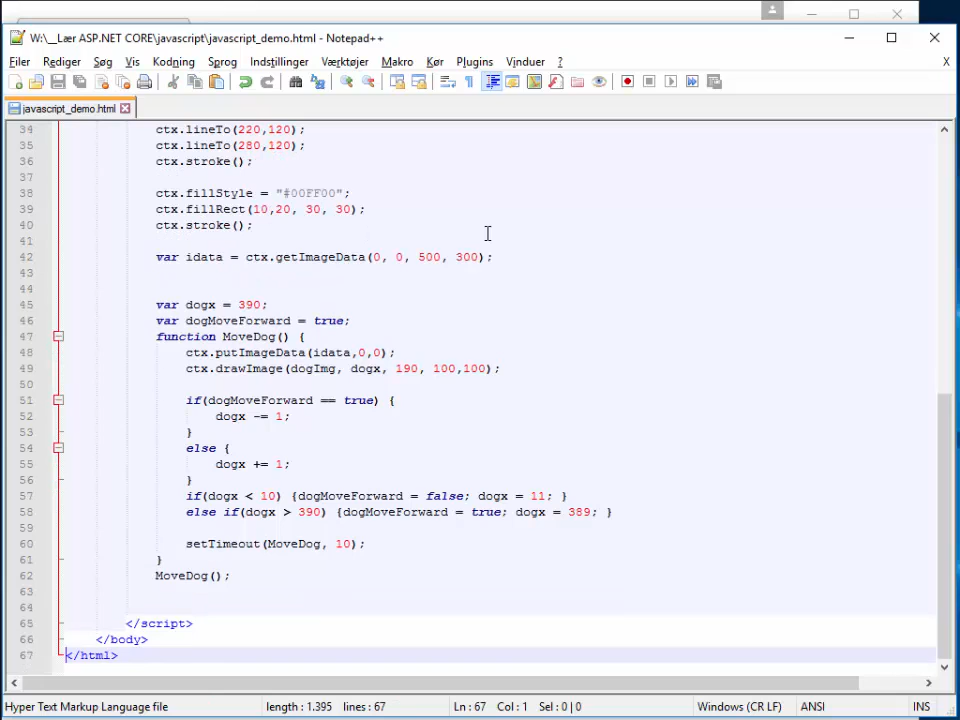 W:\__Lær ASP.NET CORE\javascript\javascript_demo.html - Notepad++
Filer Rediger Søg Vis Kodning Sprog Indstillinger Værktøjer Makro Kør Plugins Vinduer ? X
javascript_demo.html
34 ctx.lineTo(220,120);
35 ctx.lineTo(280,120);
36 ctx.stroke();
37
38 ctx.fillStyle = "#00FF00";
39 ctx.fillRect(10,20, 30, 30);
40 ctx.stroke();
41
42 var idata = ctx.getImageData(0, 0, 500, 300);
43
44
45 var dogx = 390;
46 var dogMoveForward = true;
47 function MoveDog() {
48 ctx.putImageData(idata,0,0);
49 ctx.drawImage(dogImg, dogx, 190, 100,100);
50
51 if(dogMoveForward == true) {
52 dogx -= 1;
53 }
54 else {
55 dogx += 1;
56 }
57 if(dogx < 10) {dogMoveForward = false; dogx = 11; }
58 else if(dogx > 390) {dogMoveForward = true; dogx = 389; }
59
60 setTimeout(MoveDog, 10);
61 }
62 MoveDog();
63
64
65 </script>
66 </body>
67 </html>
Hyper Text Markup Language file length : 1.395 lines : 67 Ln : 67 Col : 1 Sel : 0 | 0 Windows (CR LF) ANSI INS